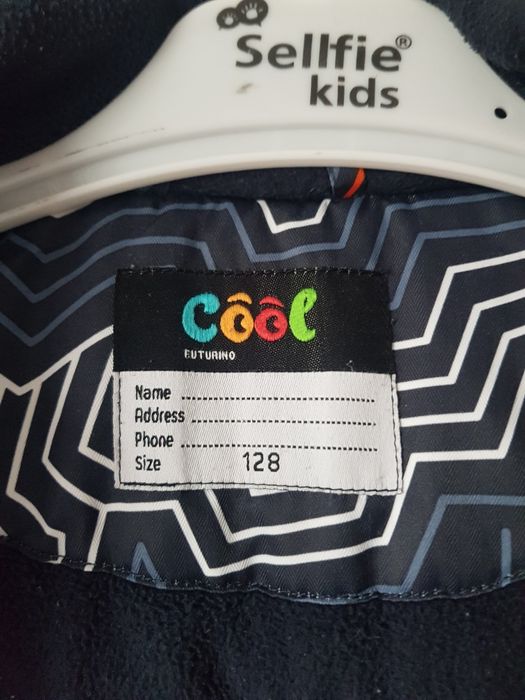 Sellfie®
kids
Cool
FUTURINO
Name ........................................
Address ....................................
Phone ........................................
Size 128